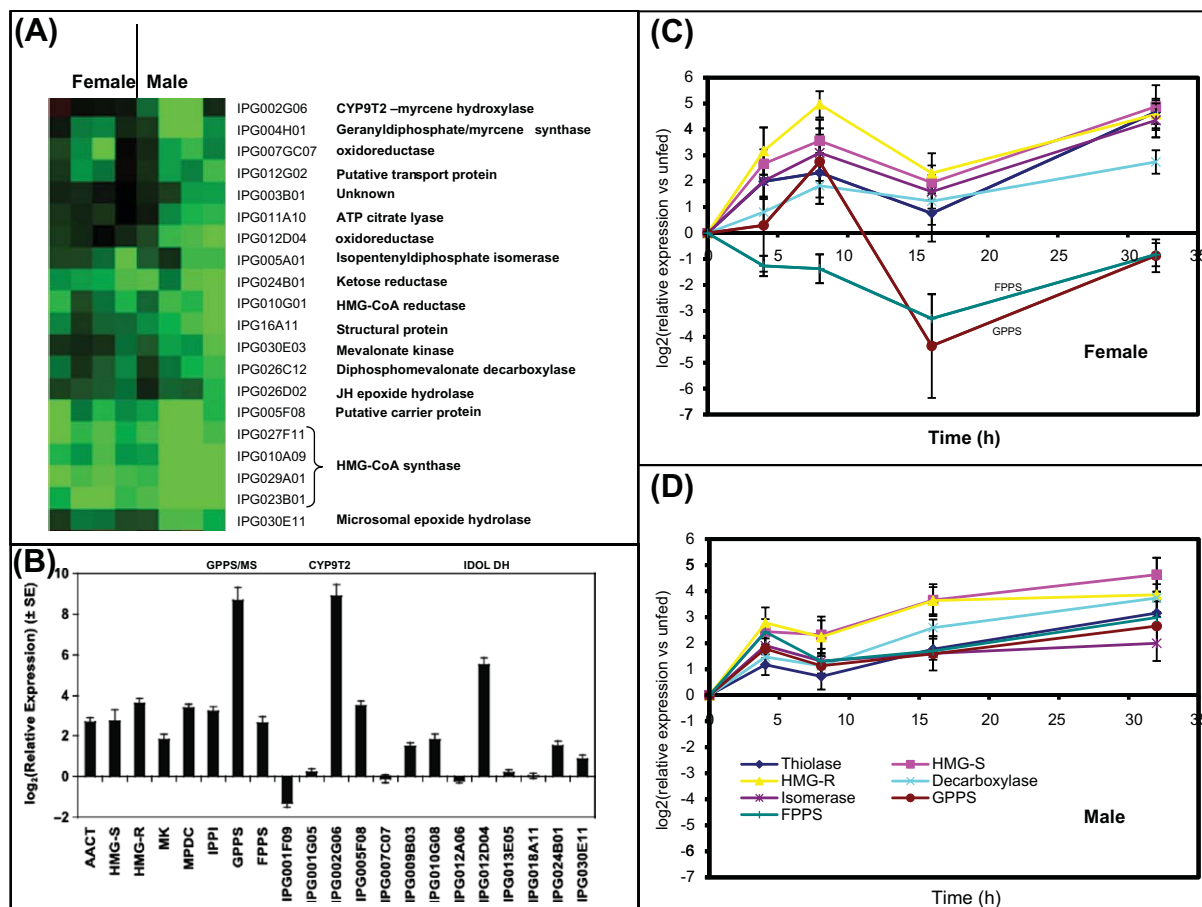 (A)
Female Male
IPG002G06 CYP9T2 –myrcene hydroxylase
IPG004H01 Geranyldiphosphate/myrcene synthase
IPG007GC07 oxidoreductase
IPG012G02 Putative transport protein
IPG003B01 Unknown
IPG011A10 ATP citrate lyase
IPG012D04 oxidoreductase
IPG005A01 Isopentenyldiphosphate isomerase
IPG024B01 Ketose reductase
IPG010G01 HMG-CoA reductase
IPG16A11 Structural protein
IPG030E03 Mevalonate kinase
IPG026C12 Diphosphomevalonate decarboxylase
IPG026D02 JH epoxide hydrolase
IPG005F08 Putative carrier protein
IPG027F11
IPG010A09
HMG-CoA synthase
IPG029A01
IPG023B01
IPG030E11 Microsomal epoxide hydrolase
(B)
GPPS/MS CYP9T2 IDOL DH
log2(Relative Expression) (± SE)
10
8
6
4
2
0
–2
AACT
HMG-S
HMG-R
MK
MPDC
IPPI
GPPS
FPPS
IPG001F09
IPG001G05
IPG002G06
IPG005F08
IPG007C07
IPG009B03
IPG010G08
IPG012A06
IPG012D04
IPG013E05
IPG018A11
IPG024B01
IPG030E11
(C)
log2(relative expression vs unfed)
6
5
4
3
2
1
0
-1
-2
-3
-4
-5
-6
-7
0 5 10 15 20 25 30 35
FPPS
GPPS
Female
Time (h)
(D)
log2(relative expression vs unfed)
6
5
4
3
2
1
0
-1
-2
-3
-4
-5
-6
-7
0 5 10 15 20 25 30 35
Thiolase HMG-S
HMG-R Decarboxylase
Isomerase GPPS
FPPS
Male
Time (h)